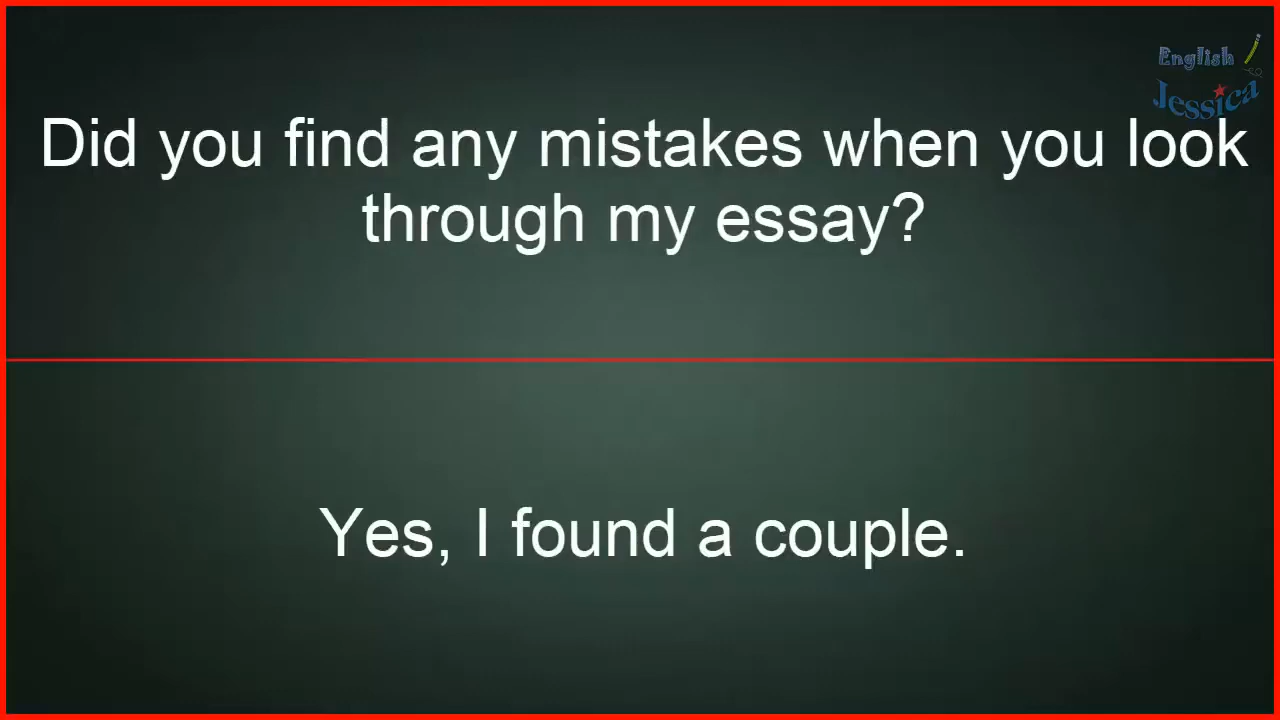 English
Jessica
Did you find any mistakes when you look
through my essay?
Yes, I found a couple.